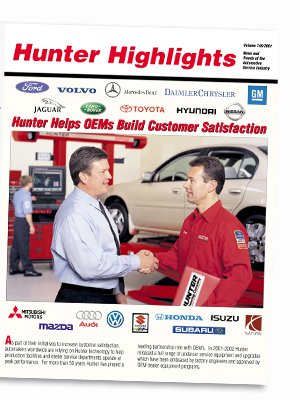 Hunter Highlights
Volume 140/2001
News and
Trends of the
Automotive
Service Industry
Ford
VOLVO
Mercedes-Benz
DAIMLERCHRYSLER
GM
JAGUAR
LAND ROVER
TOYOTA
HYUNDAI
NISSAN
Hunter Helps OEMs Build Customer Satisfaction
HUNTER
MITSUBISHI
MOTORS
mazda
Audi
SUZUKI
HONDA
ISUZU
SUBARU
SATURN
As part of their initiatives to increase customer satisfaction,
automakers worldwide are relying on Hunter technology to help
production facilities and dealer service departments operate at
peak performance. For more than 50 years Hunter has played a
leading partnership role with OEMs. In 2001-2002 Hunter
released a full range of undercar service equipment and upgrades
which have been embraced by factory engineers and approved by
OEM dealer equipment programs.